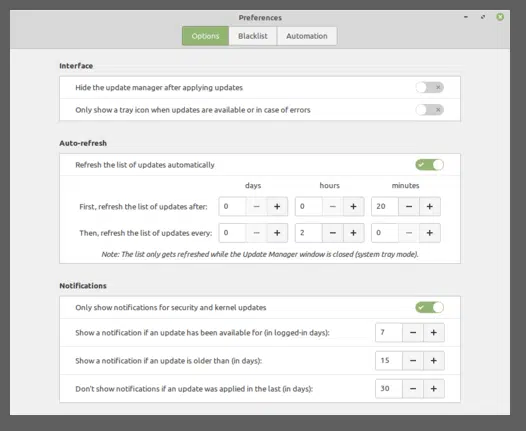 Preferences
Options
Blacklist
Automation
Interface
Hide the update manager after applying updates
Only show a tray icon when updates are available or in case of errors
Auto-refresh
Refresh the list of updates automatically
days hours minutes
First, refresh the list of updates after: 0 − + 0 − + 20 − +
Then, refresh the list of updates every: 0 − + 2 − + 0 − +
Note: The list only gets refreshed while the Update Manager window is closed (system tray mode).
Notifications
Only show notifications for security and kernel updates
Show a notification if an update has been available for (in logged-in days): 7 − +
Show a notification if an update is older than (in days): 15 − +
Don't show notifications if an update was applied in the last (in days): 30 − +